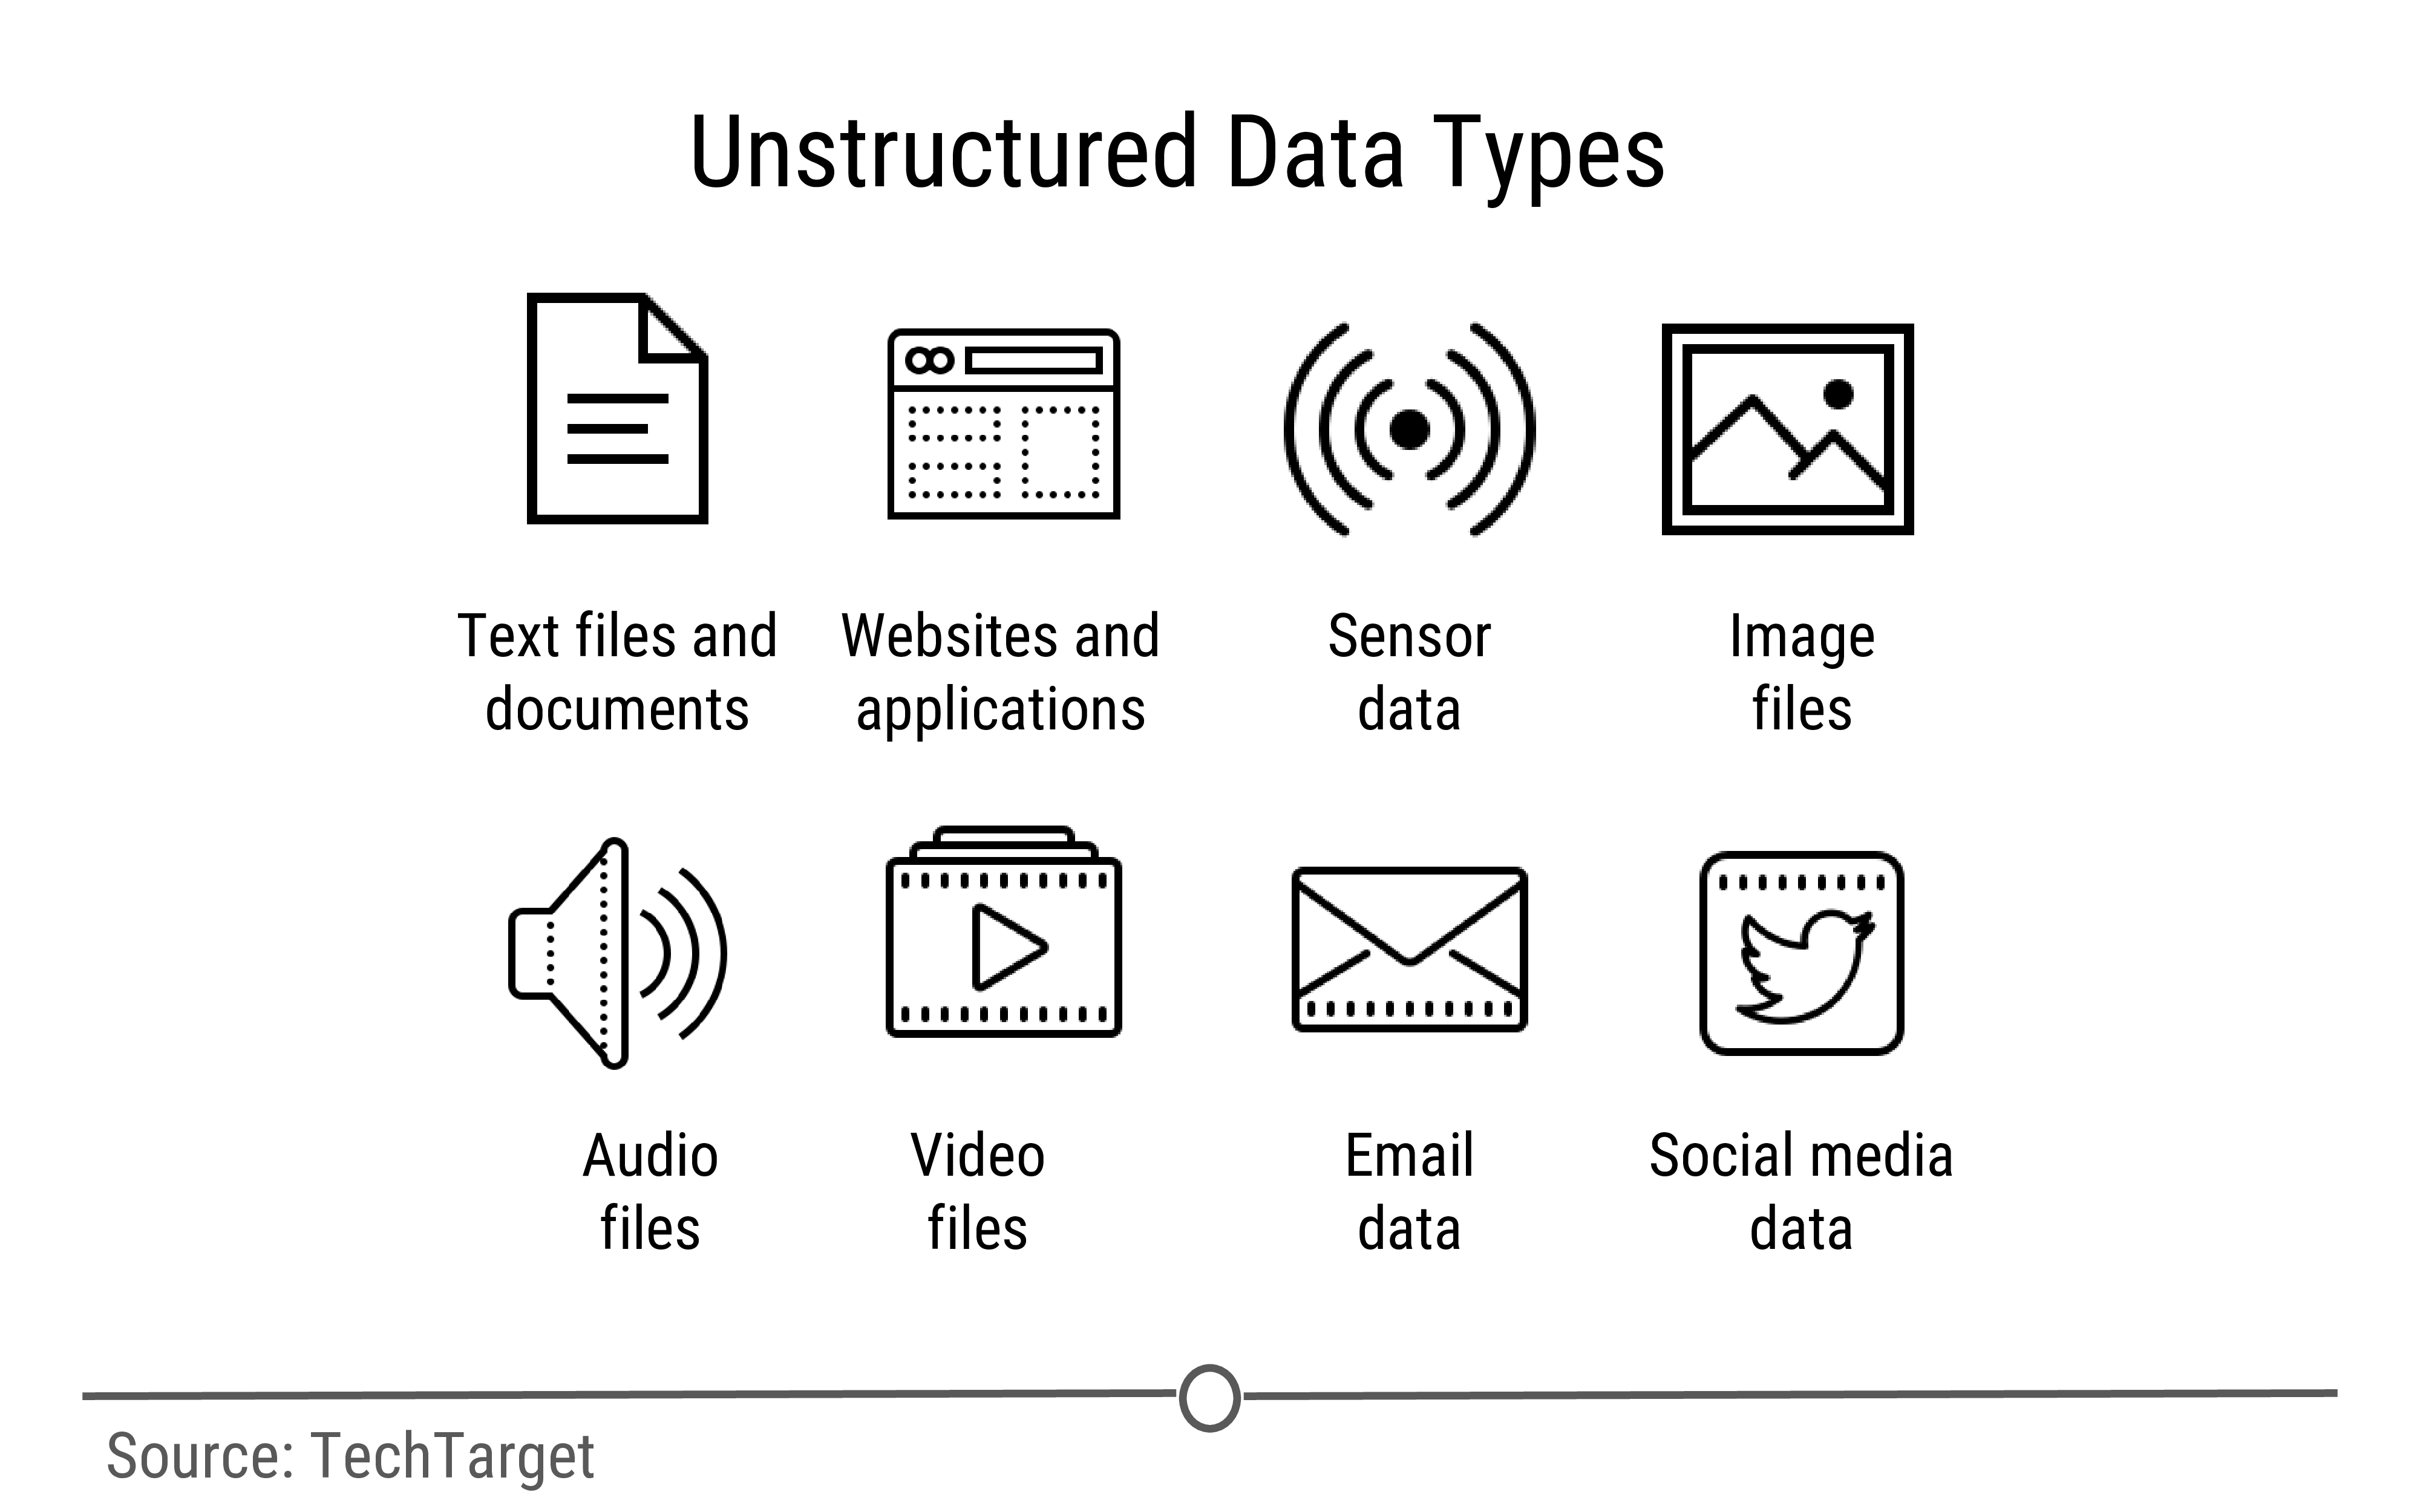 Unstructured Data Types
Text files and
documents
Websites and
applications
Sensor
data
Image
files
Audio
files
Video
files
Email
data
Social media
data
Source: TechTarget